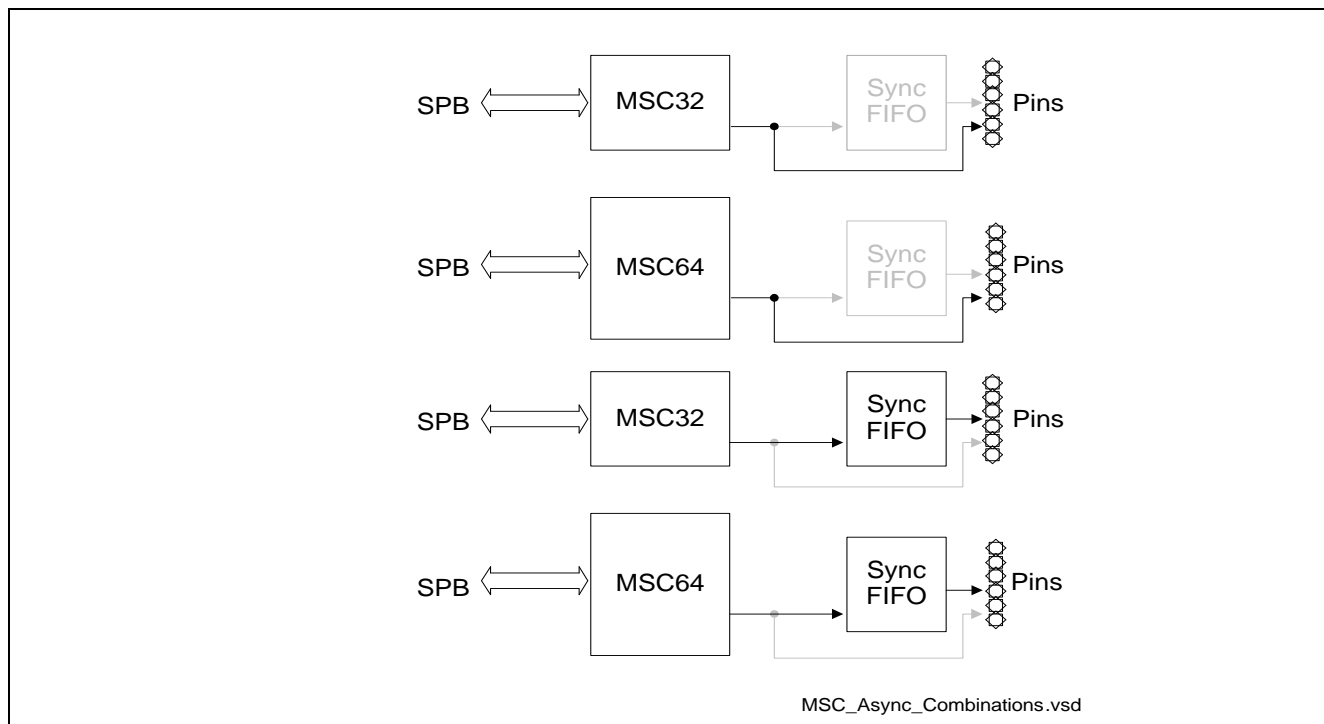 SPB
MSC32
Sync
FIFO
Pins
SPB
MSC64
Sync
FIFO
Pins
SPB
MSC32
Sync
FIFO
Pins
SPB
MSC64
Sync
FIFO
Pins
MSC_Async_Combinations.vsd